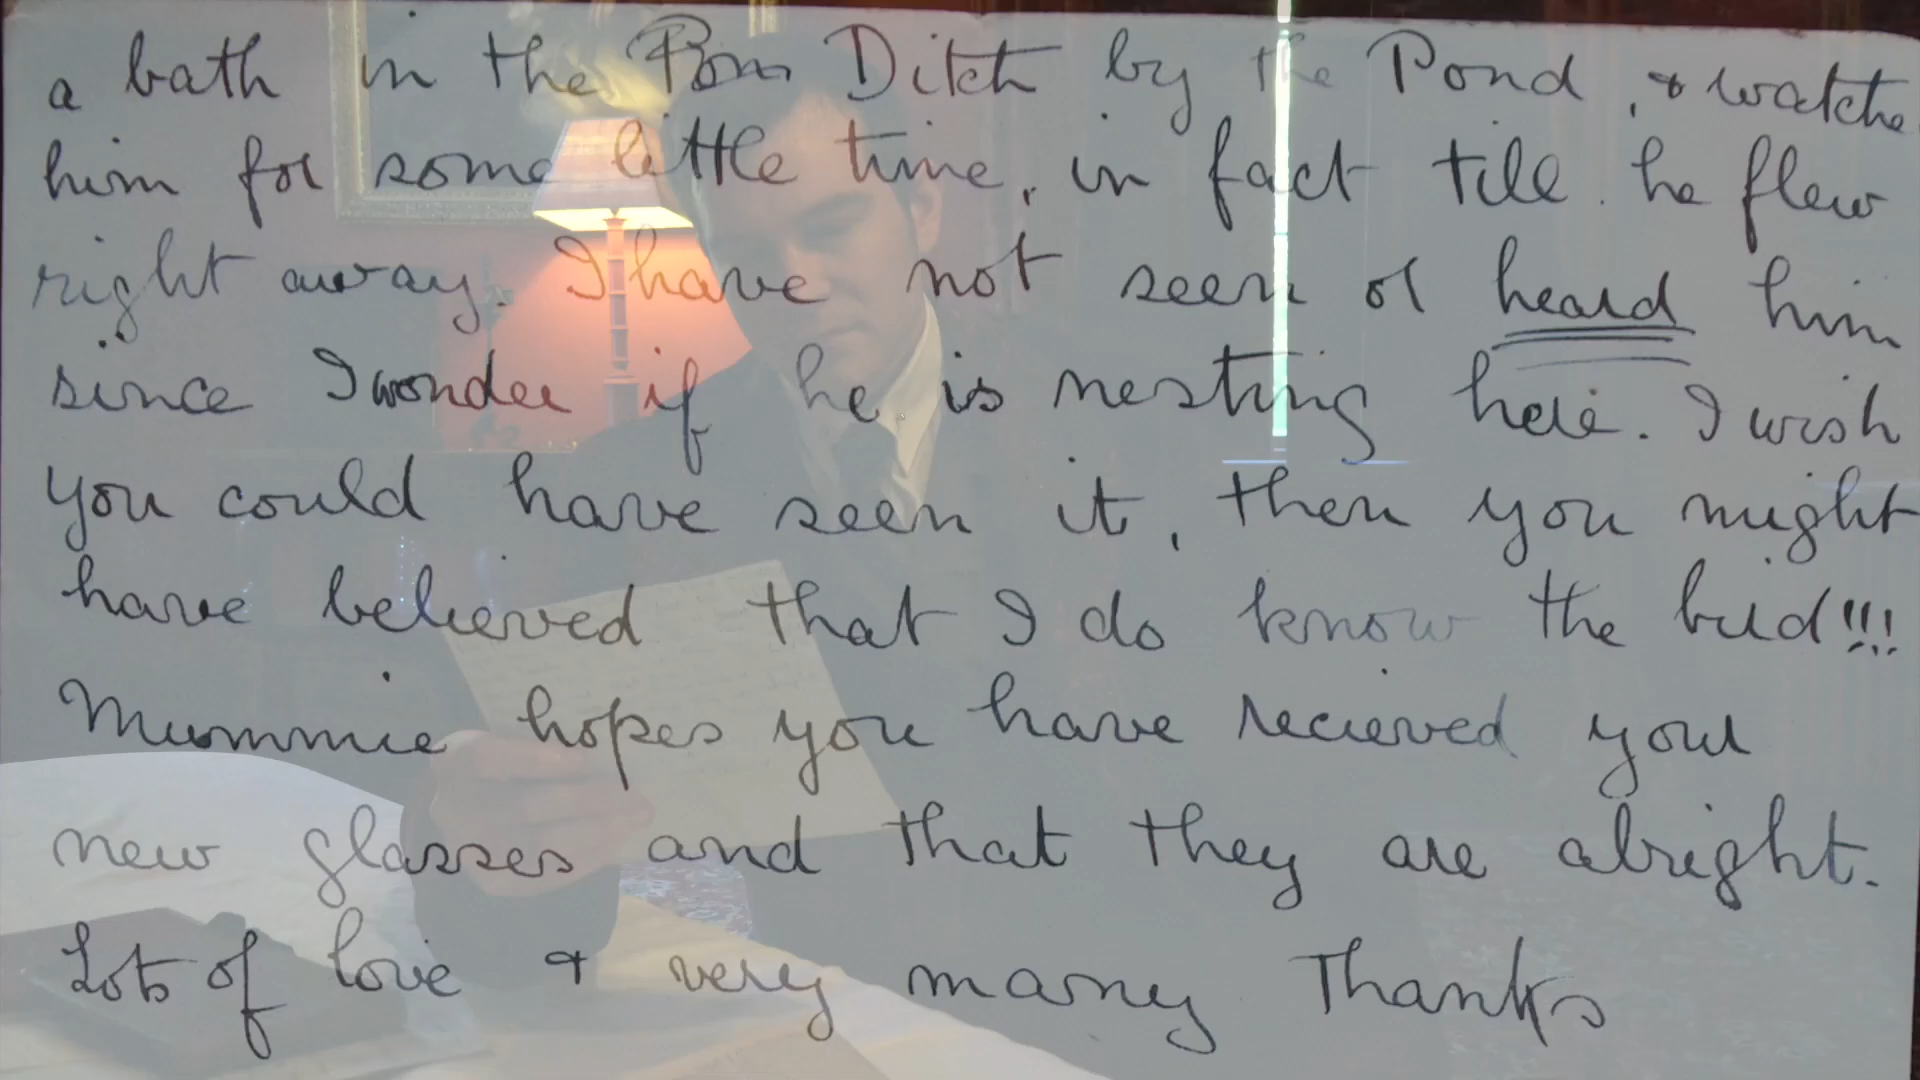 a bath in the Ditch by the Pond, & watche
him for some little time, in fact till he flew
right away. I have not seen or heard him
since I wonder if he is nesting here. I wish
you could have seen it, then you might
have believed that I do know the bird!!!
Mummie hopes you have recieved your
new glasses and that they are alright.
Lots of love & very many Thanks